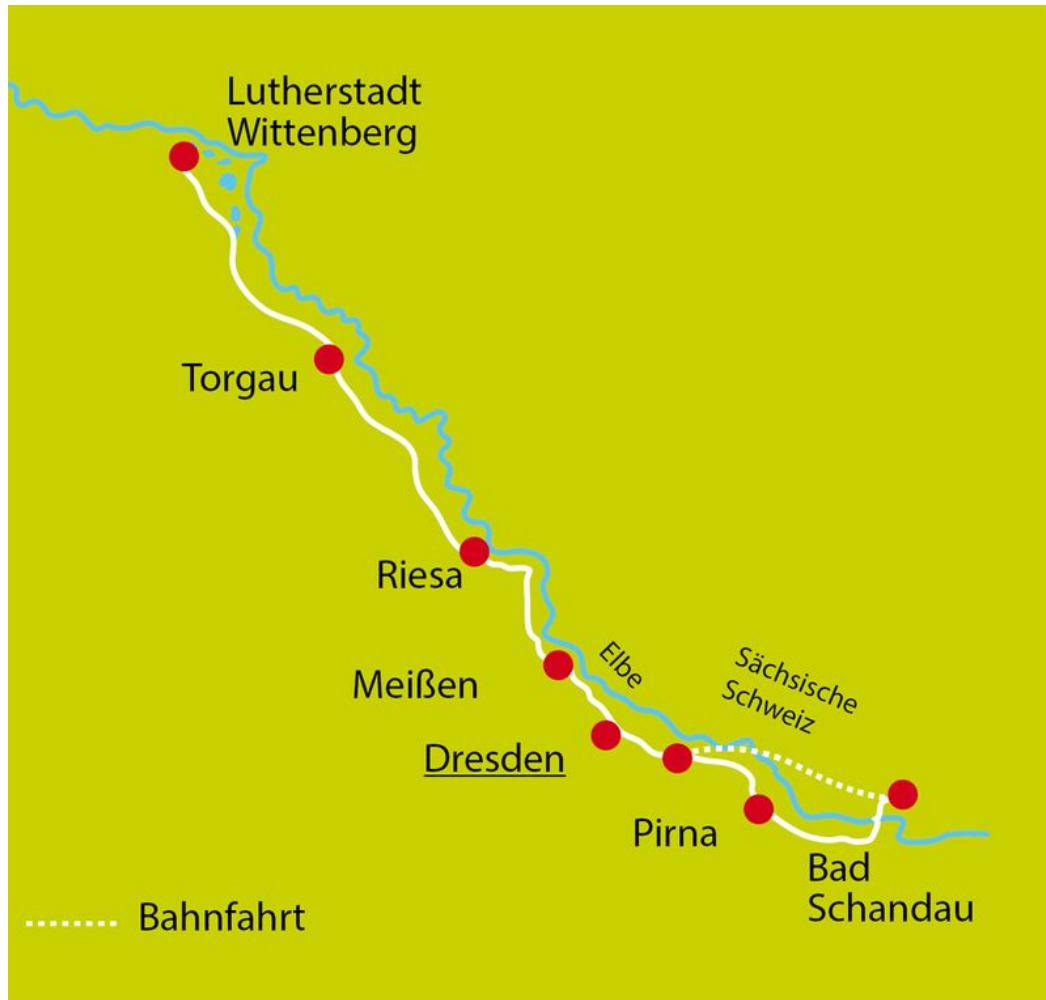 Lutherstadt
Wittenberg
Torgau
Riesa
Meißen
Elbe
Sächsische
Schweiz
Dresden
Pirna
Bad
Schandau
Bahnfahrt